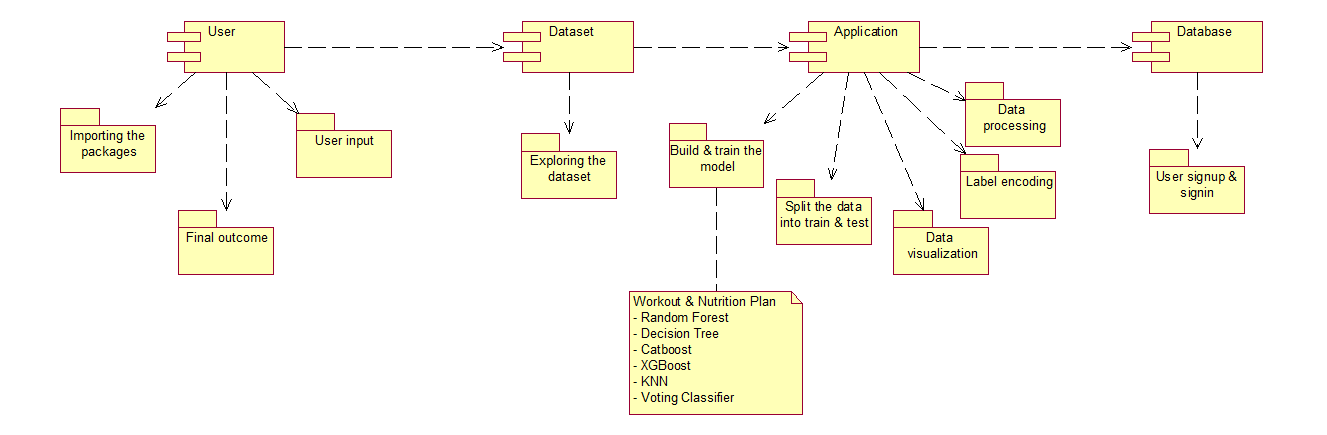 User
Dataset
Application
Database
Importing the
packages
User input
Final outcome
Exploring the
dataset
Build & train the
model
Split the data
into train & test
Data
visualization
Label encoding
Data
processing
User signup &
signin
Workout & Nutrition Plan
- Random Forest
- Decision Tree
- Catboost
- XGBoost
- KNN
- Voting Classifier